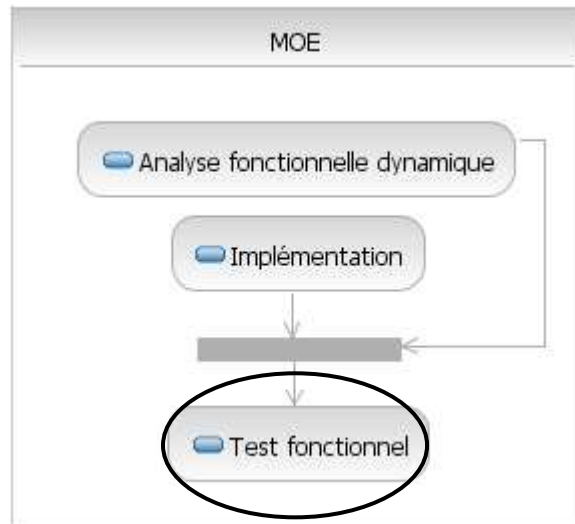 MOE
Analyse fonctionnelle dynamique
Implémentation
Test fonctionnel